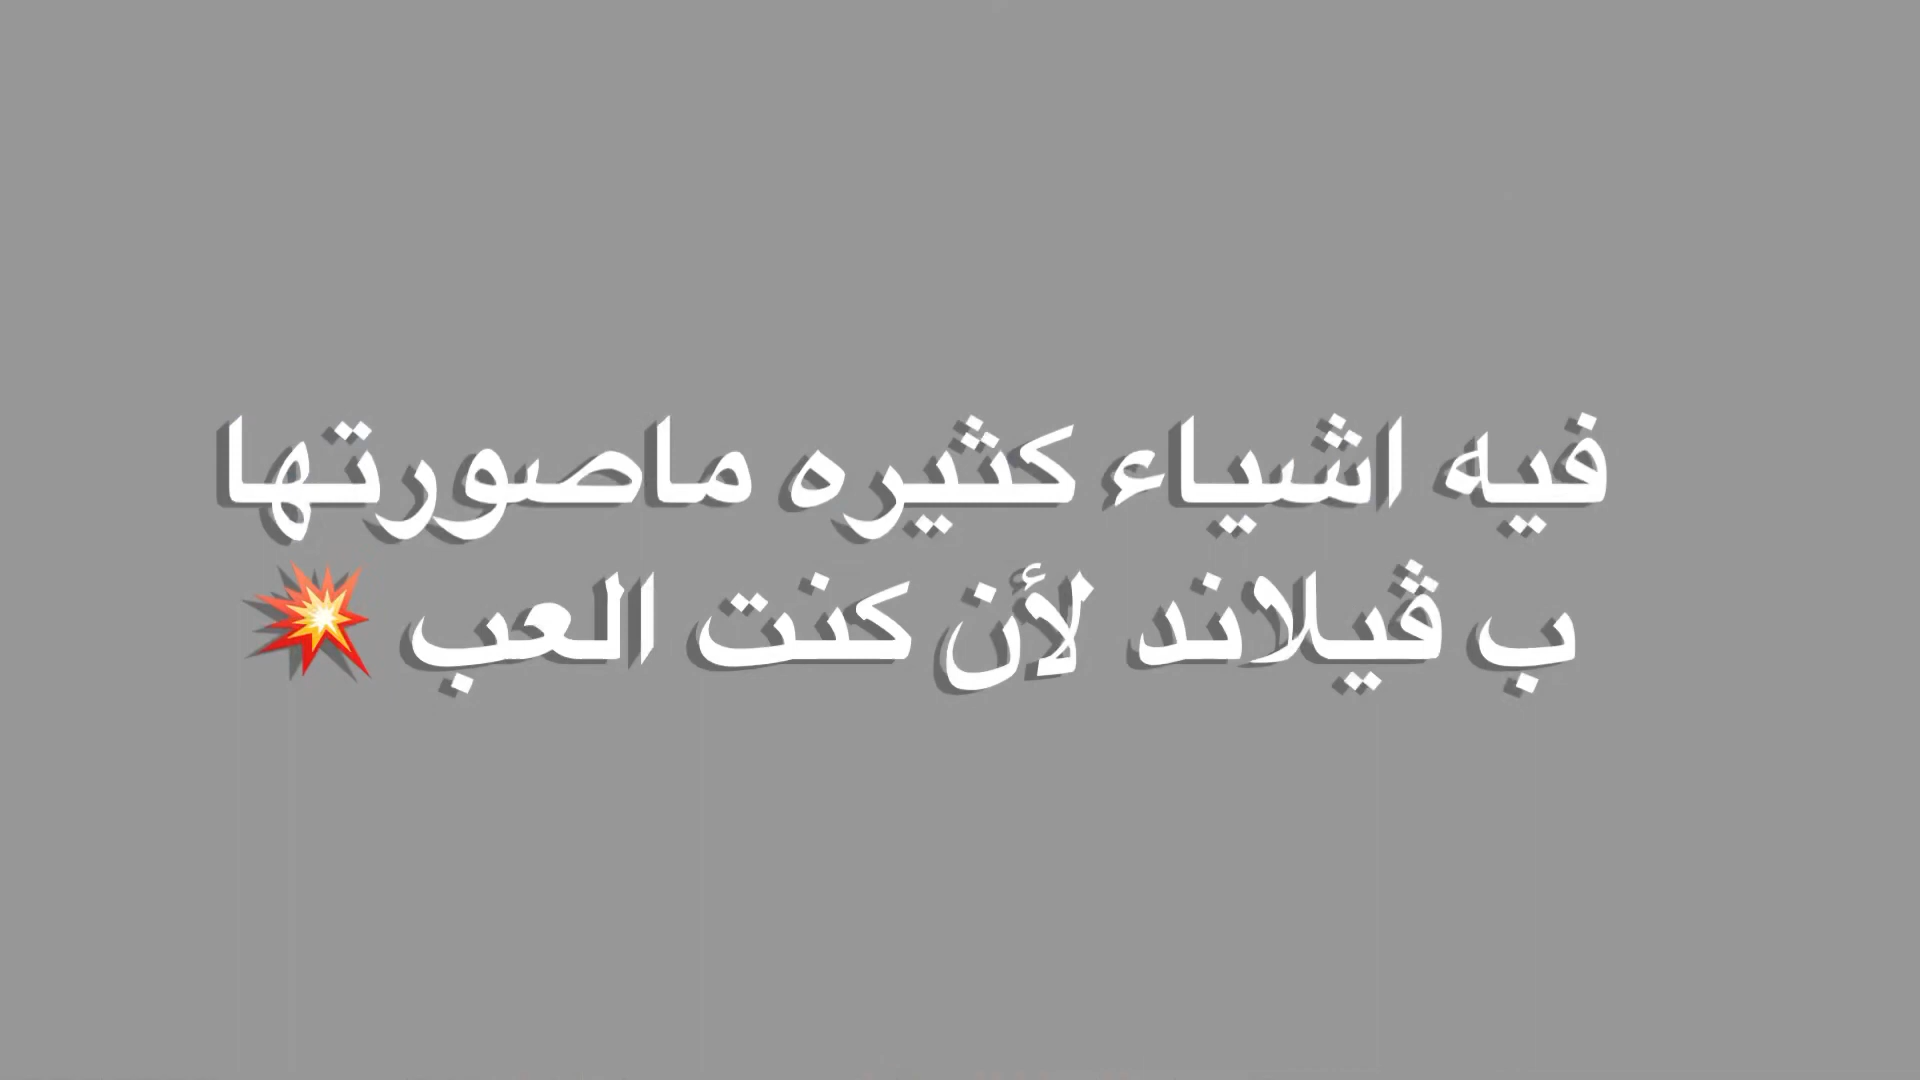 فيه اشياء كثيره ماصورتها
ب ڤيلاند لأن كنت العب 💥